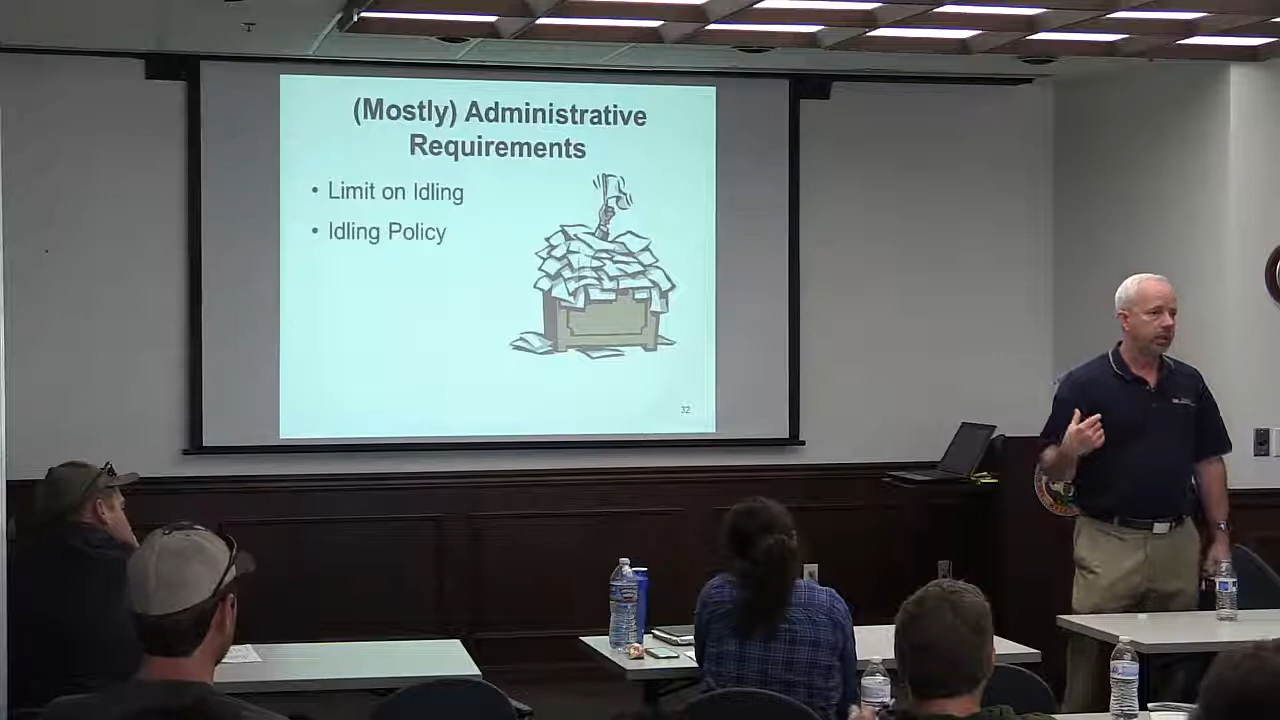 (Mostly) Administrative
Requirements
• Limit on Idling
• Idling Policy
32